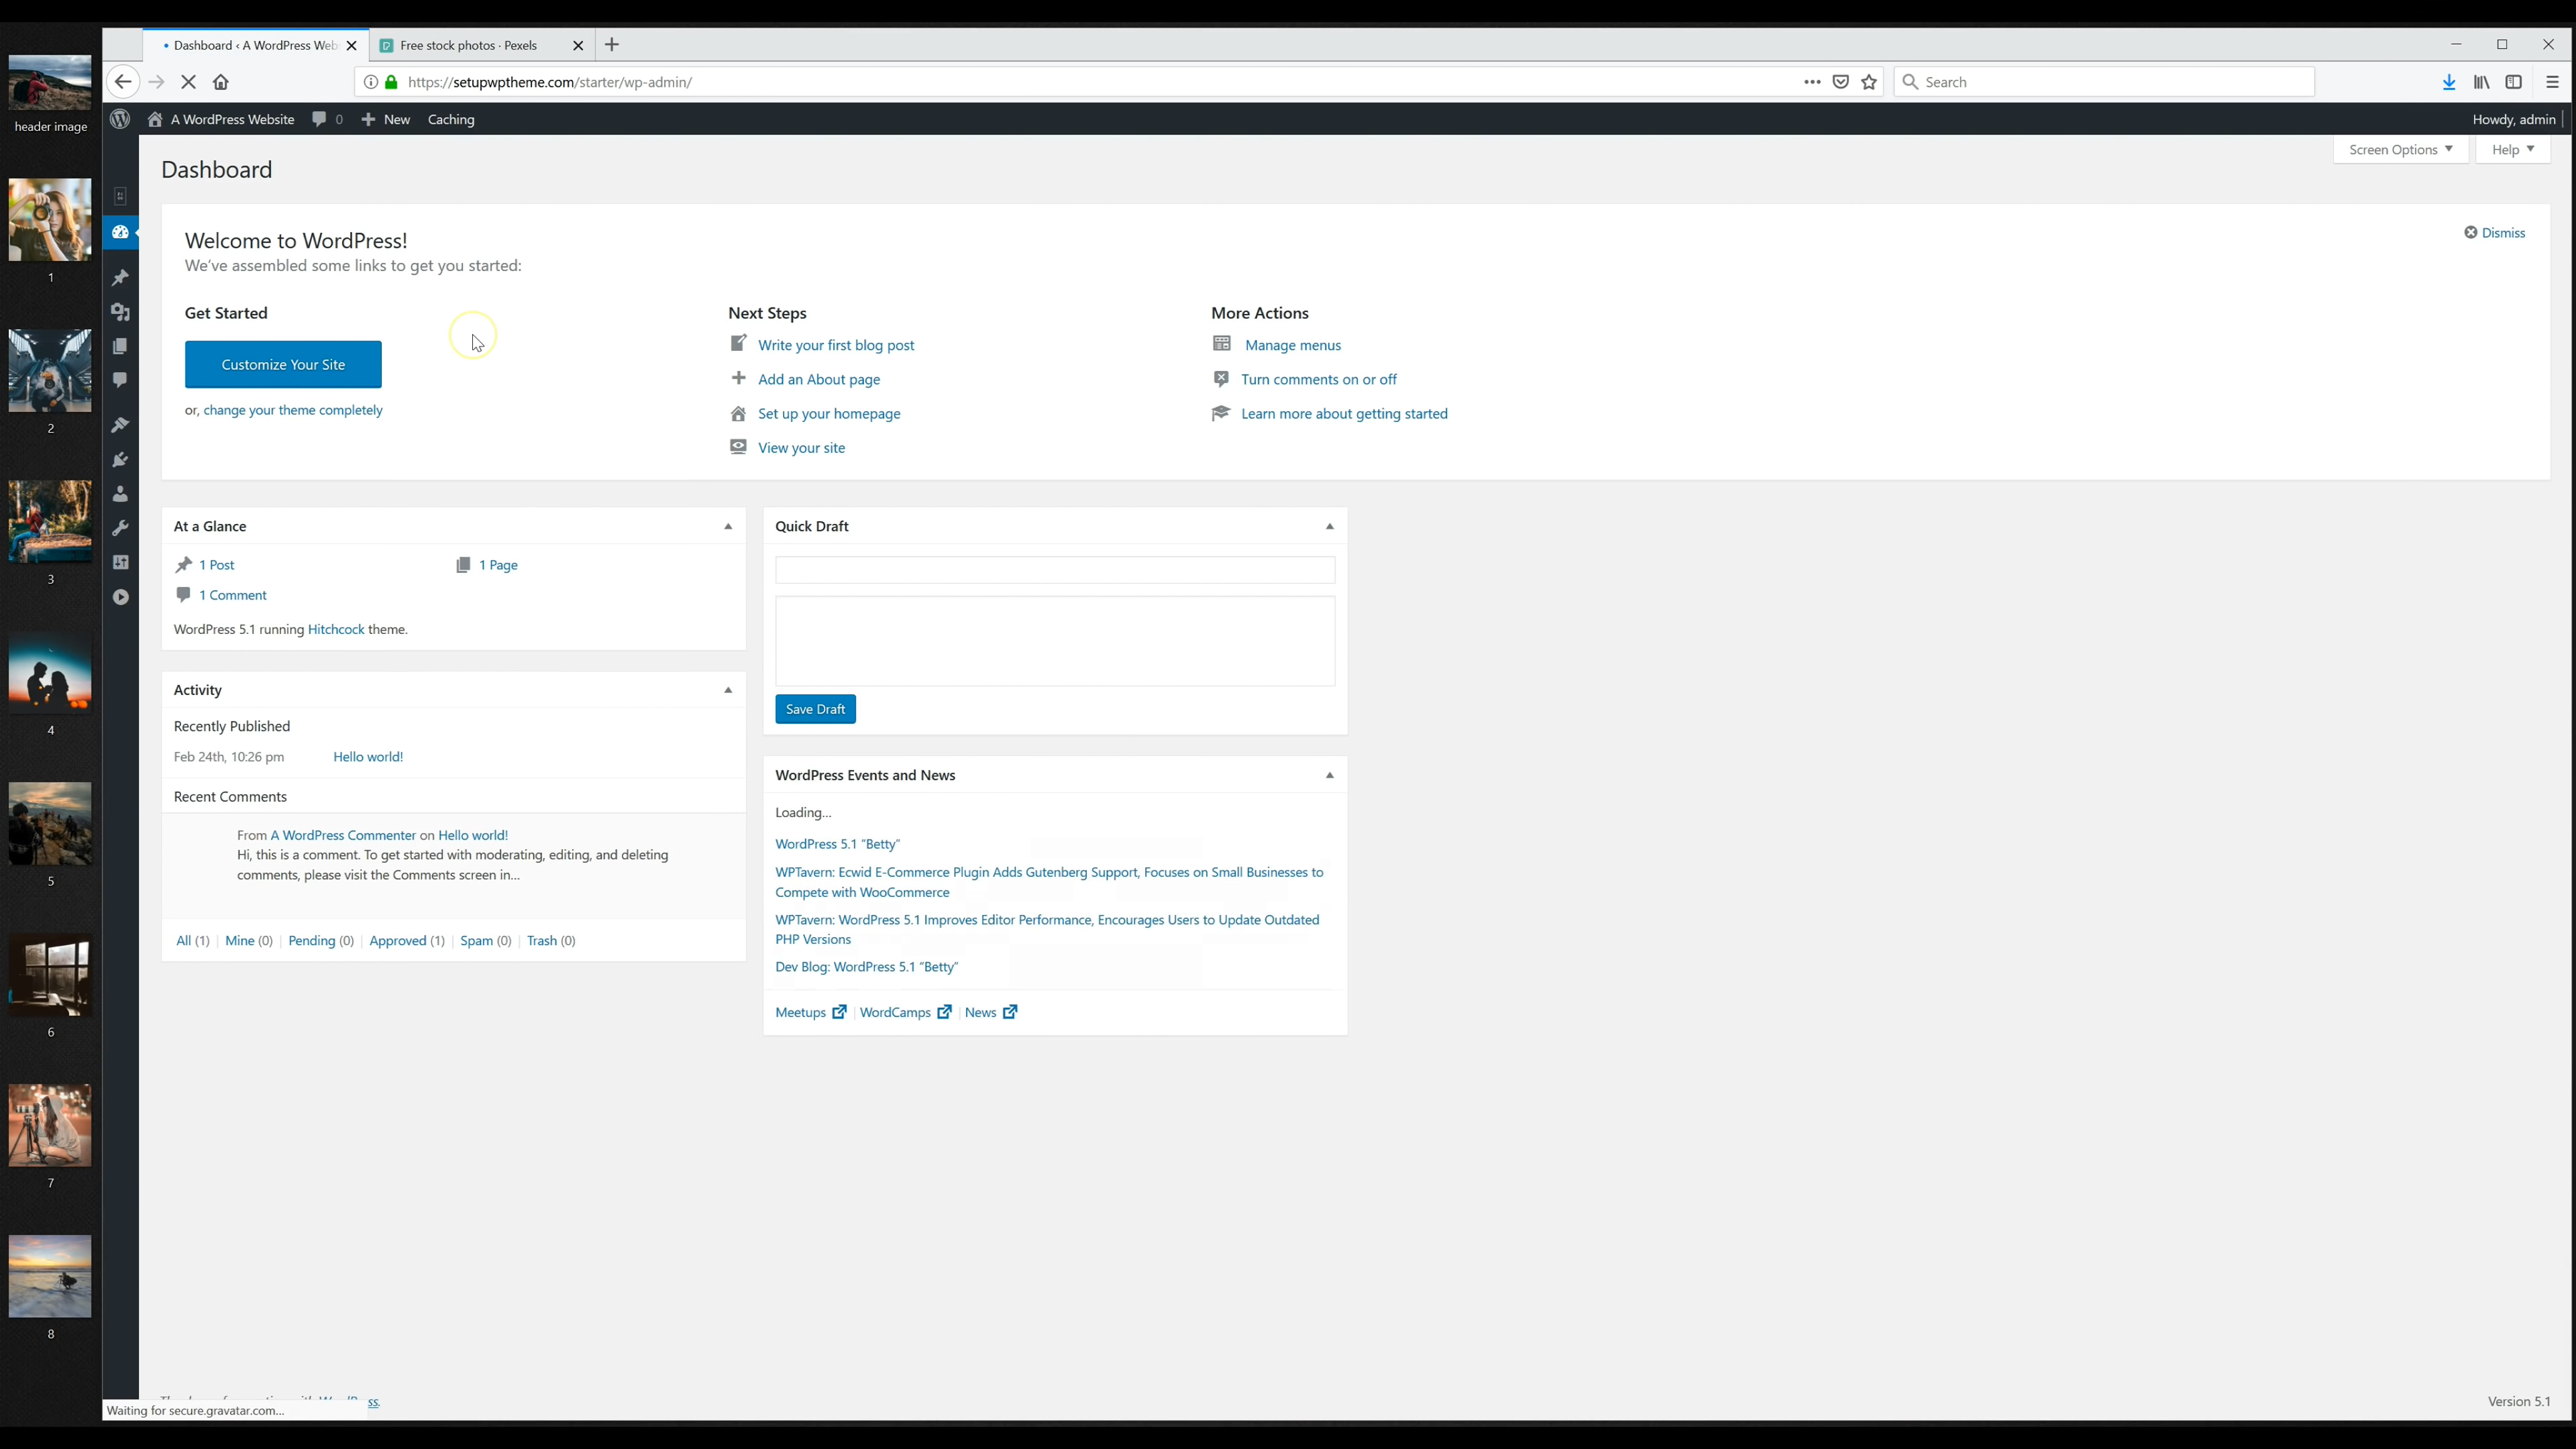 Dashboard ‹ A WordPress Web
Free stock photos · Pexels
https://setupwptheme.com/starter/wp-admin/
Search
A WordPress Website
0
New
Caching
Howdy, admin
Dashboard
Screen Options
Help
Welcome to WordPress!
We've assembled some links to get you started:
Dismiss
Get Started
Customize Your Site
or, change your theme completely
Next Steps
Write your first blog post
Add an About page
Set up your homepage
View your site
More Actions
Manage menus
Turn comments on or off
Learn more about getting started
At a Glance
1 Post
1 Page
1 Comment
WordPress 5.1 running Hitchcock theme.
Activity
Recently Published
Feb 24th, 10:26 pm
Hello world!
Recent Comments
From A WordPress Commenter on Hello world!
Hi, this is a comment. To get started with moderating, editing, and deleting
comments, please visit the Comments screen in...
All (1)
Mine (0)
Pending (0)
Approved (1)
Spam (0)
Trash (0)
Quick Draft
Save Draft
WordPress Events and News
Loading...
WordPress 5.1 "Betty"
WPTavern: Ecwid E-Commerce Plugin Adds Gutenberg Support, Focuses on Small Businesses to
Compete with WooCommerce
WPTavern: WordPress 5.1 Improves Editor Performance, Encourages Users to Update Outdated
PHP Versions
Dev Blog: WordPress 5.1 "Betty"
Meetups
WordCamps
News
Waiting for secure.gravatar.com...
Version 5.1
header image
1
2
3
4
5
6
7
8